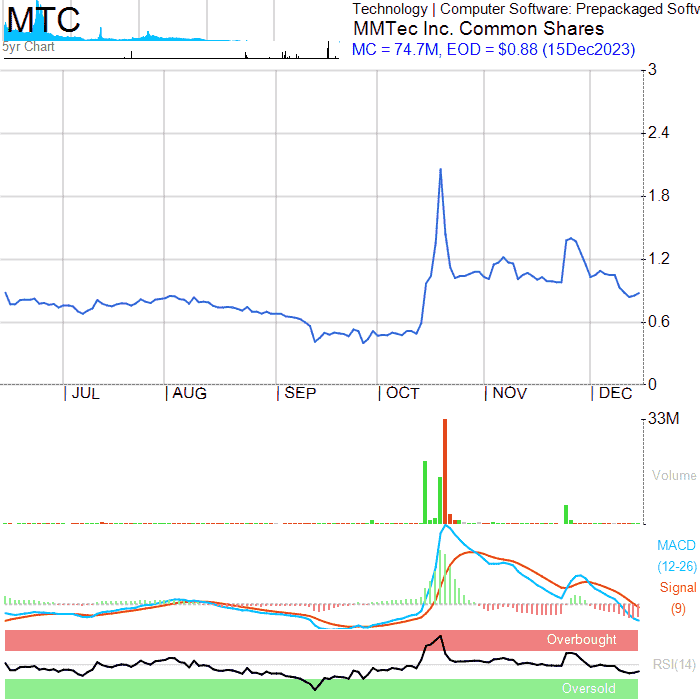 MTC
Technology | Computer Software: Prepackaged Softw
MMTec Inc. Common Shares
5yr Chart
MC = 74.7M, EOD = $0.88 (15Dec2023)
3
2.4
1.8
1.2
0.6
0
| JUL | AUG | SEP | OCT | NOV | DEC
33M
Volume
MACD
(12-26)
Signal
(9)
Overbought
RSI(14)
Oversold